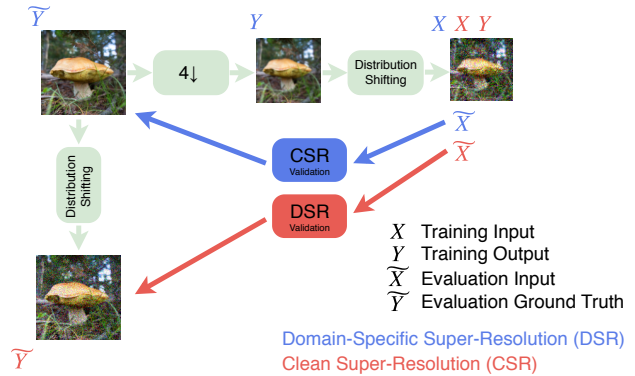 Ỹ
Y
X X Y
4↓
Distribution
Shifting
X̃
CSR
Validation
X̃
Distribution
Shifting
DSR
Validation
X Training Input
Y Training Output
X̃ Evaluation Input
Ỹ Evaluation Ground Truth
Ỹ
Domain-Specific Super-Resolution (DSR)
Clean Super-Resolution (CSR)